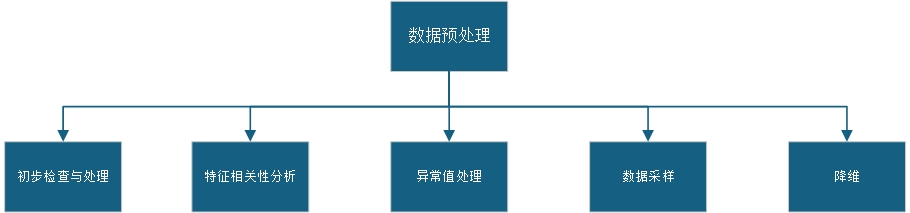 数据预处理
初步检查与处理
特征相关性分析
异常值处理
数据采样
降维